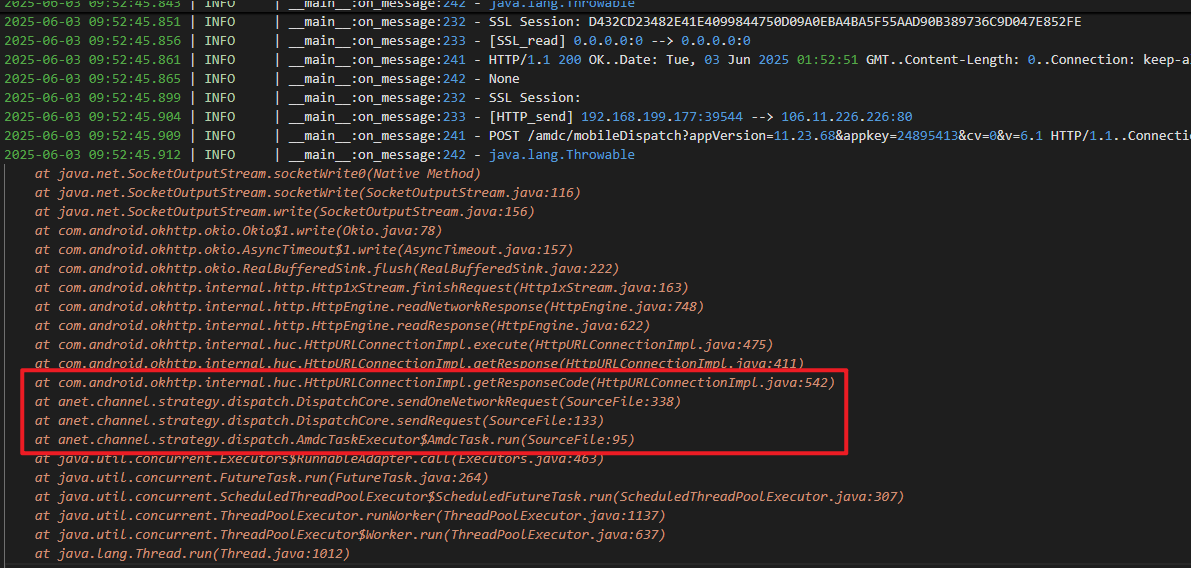 2025-06-03 09:52:45.843 | INFO | __main__:on_message:242 - java.lang.Throwable
2025-06-03 09:52:45.851 | INFO | __main__:on_message:232 - SSL Session: D432CD23482E41E4099844750D09A0EBA4BA5F55AAD90B389736C9D047E852FE
2025-06-03 09:52:45.856 | INFO | __main__:on_message:233 - [SSL_read] 0.0.0.0:0 --> 0.0.0.0:0
2025-06-03 09:52:45.861 | INFO | __main__:on_message:241 - HTTP/1.1 200 OK..Date: Tue, 03 Jun 2025 01:52:51 GMT..Content-Length: 0..Connection: keep-a
2025-06-03 09:52:45.865 | INFO | __main__:on_message:242 - None
2025-06-03 09:52:45.899 | INFO | __main__:on_message:232 - SSL Session:
2025-06-03 09:52:45.904 | INFO | __main__:on_message:233 - [HTTP_send] 192.168.199.177:39544 --> 106.11.226.226:80
2025-06-03 09:52:45.909 | INFO | __main__:on_message:241 - POST /amdc/mobileDispatch?appVersion=11.23.68&appkey=24895413&cv=0&v=6.1 HTTP/1.1..Connectio
2025-06-03 09:52:45.912 | INFO | __main__:on_message:242 - java.lang.Throwable
at java.net.SocketOutputStream.socketWrite0(Native Method)
at java.net.SocketOutputStream.socketWrite(SocketOutputStream.java:116)
at java.net.SocketOutputStream.write(SocketOutputStream.java:156)
at com.android.okhttp.okio.Okio$1.write(Okio.java:78)
at com.android.okhttp.okio.AsyncTimeout$1.write(AsyncTimeout.java:157)
at com.android.okhttp.okio.RealBufferedSink.flush(RealBufferedSink.java:222)
at com.android.okhttp.internal.http.Http1xStream.finishRequest(Http1xStream.java:163)
at com.android.okhttp.internal.http.HttpEngine.readNetworkResponse(HttpEngine.java:748)
at com.android.okhttp.internal.http.HttpEngine.readResponse(HttpEngine.java:622)
at com.android.okhttp.internal.huc.HttpURLConnectionImpl.execute(HttpURLConnectionImpl.java:475)
at com.android.okhttp.internal.huc.HttpURLConnectionImpl.getResponse(HttpURLConnectionImpl.java:411)
at com.android.okhttp.internal.huc.HttpURLConnectionImpl.getResponseCode(HttpURLConnectionImpl.java:542)
at anet.channel.strategy.dispatch.DispatchCore.sendOneNetworkRequest(SourceFile:338)
at anet.channel.strategy.dispatch.DispatchCore.sendRequest(SourceFile:133)
at anet.channel.strategy.dispatch.AmdcTaskExecutor$AmdcTask.run(SourceFile:95)
at java.util.concurrent.Executors$RunnableAdapter.call(Executors.java:463)
at java.util.concurrent.FutureTask.run(FutureTask.java:264)
at java.util.concurrent.ScheduledThreadPoolExecutor$ScheduledFutureTask.run(ScheduledThreadPoolExecutor.java:307)
at java.util.concurrent.ThreadPoolExecutor.runWorker(ThreadPoolExecutor.java:1137)
at java.util.concurrent.ThreadPoolExecutor$Worker.run(ThreadPoolExecutor.java:637)
at java.lang.Thread.run(Thread.java:1012)